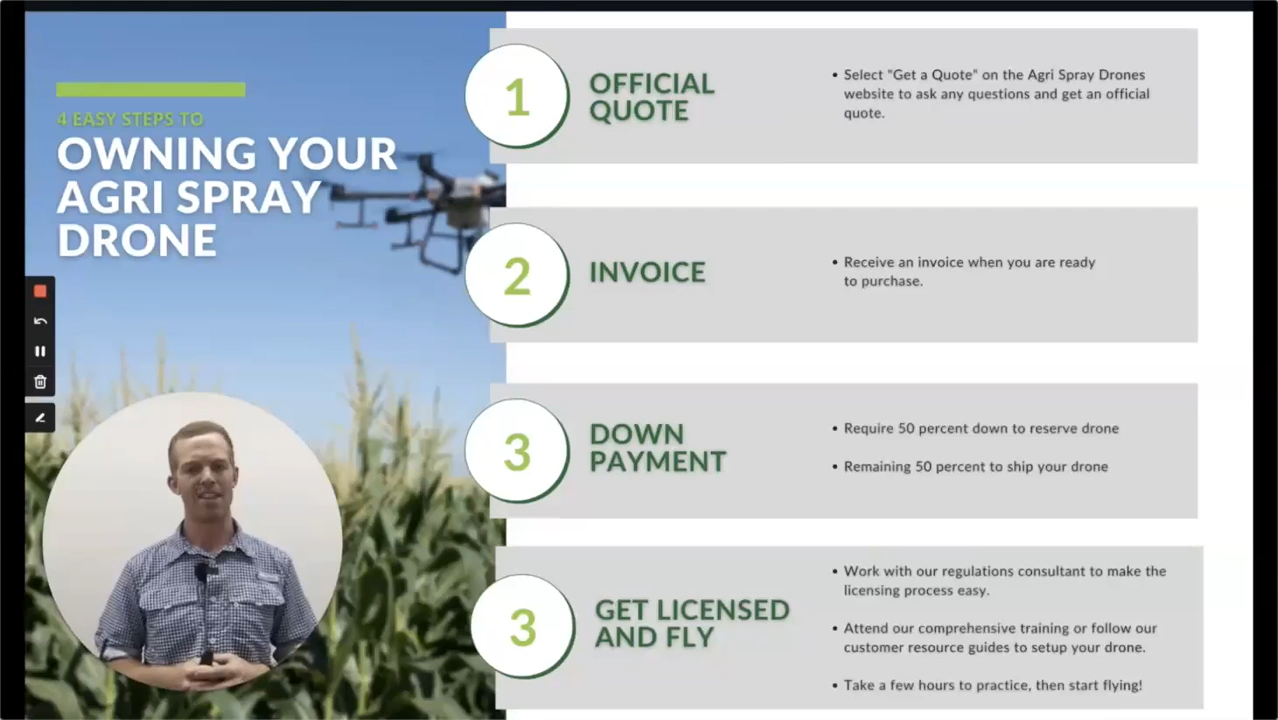 4 EASY STEPS TO
OWNING YOUR
AGRI SPRAY
DRONE
1
OFFICIAL
QUOTE
• Select "Get a Quote" on the Agri Spray Drones
website to ask any questions and get an official
quote.
2
INVOICE
• Receive an invoice when you are ready
to purchase.
3
DOWN
PAYMENT
• Require 50 percent down to reserve drone
• Remaining 50 percent to ship your drone
3
GET LICENSED
AND FLY
• Work with our regulations consultant to make the
licensing process easy.
• Attend our comprehensive training or follow our
customer resource guides to setup your drone.
• Take a few hours to practice, then start flying!